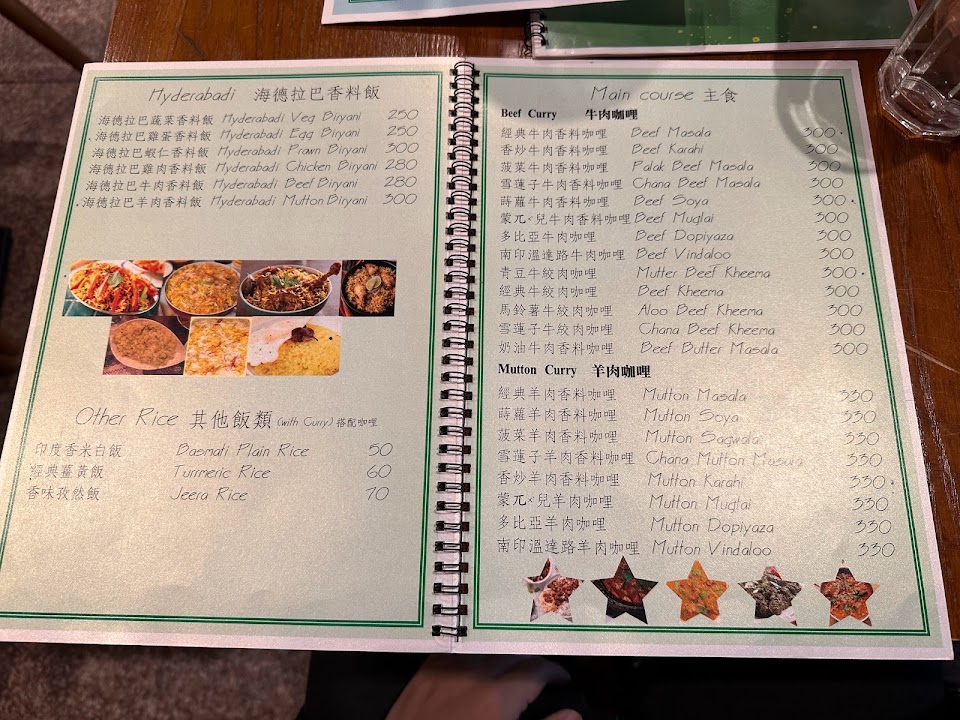 Hyderabadi 海德拉巴香料飯
海德拉巴蔬菜香料飯 Hyderabadi Veg Biryani 250
海德拉巴雞蛋香料飯 Hyderabadi Egg Biryani 250
海德拉巴蝦仁香料飯 Hyderabadi Prawn Biryani 300
海德拉巴雞肉香料飯 Hyderabadi Chicken Biryani 280
海德拉巴牛肉香料飯 Hyderabadi Beef Biryani 280
海德拉巴羊肉香料飯 Hyderabadi Mutton Biryani 300
Other Rice 其他飯類 (with Curry) 搭配咖哩
印度香米白飯 Basmati Plain Rice 50
經典薑黃飯 Turmeric Rice 60
香味孜然飯 Jeera Rice 70
Main course 主食
Beef Curry 牛肉咖哩
經典牛肉香料咖哩 Beef Masala 300
香炒牛肉香料咖哩 Beef Karahi 300
菠菜牛肉香料咖哩 Palak Beef Masala 300
雪蓮子牛肉香料咖哩 Chana Beef Masala 300
蒔蘿牛肉香料咖哩 Beef Soya 300
蒙兀兒牛肉香料咖哩 Beef Muglai 300
多比亞牛肉咖哩 Beef Dopiyaza 300
南印溫達路牛肉咖哩 Beef Vindaloo 300
青豆牛絞肉咖哩 Mutter Beef Kheema 300
經典牛絞肉咖哩 Beef Kheema 300
馬鈴薯牛絞肉咖哩 Aloo Beef Kheema 300
雪蓮子牛絞肉咖哩 Chana Beef Kheema 300
奶油牛肉香料咖哩 Beef Butter Masala 300
Mutton Curry 羊肉咖哩
經典羊肉香料咖哩 Mutton Masala 330
蒔蘿羊肉香料咖哩 Mutton Soya 330
菠菜羊肉香料咖哩 Mutton Sagwala 330
雪蓮子羊肉香料咖哩 Chana Mutton Masala 330
香炒羊肉香料咖哩 Mutton Karahi 330
蒙兀兒羊肉咖哩 Mutton Muglai 330
多比亞羊肉咖哩 Mutton Dopiyaza 330
南印溫達路羊肉咖哩 Mutton Vindaloo 330